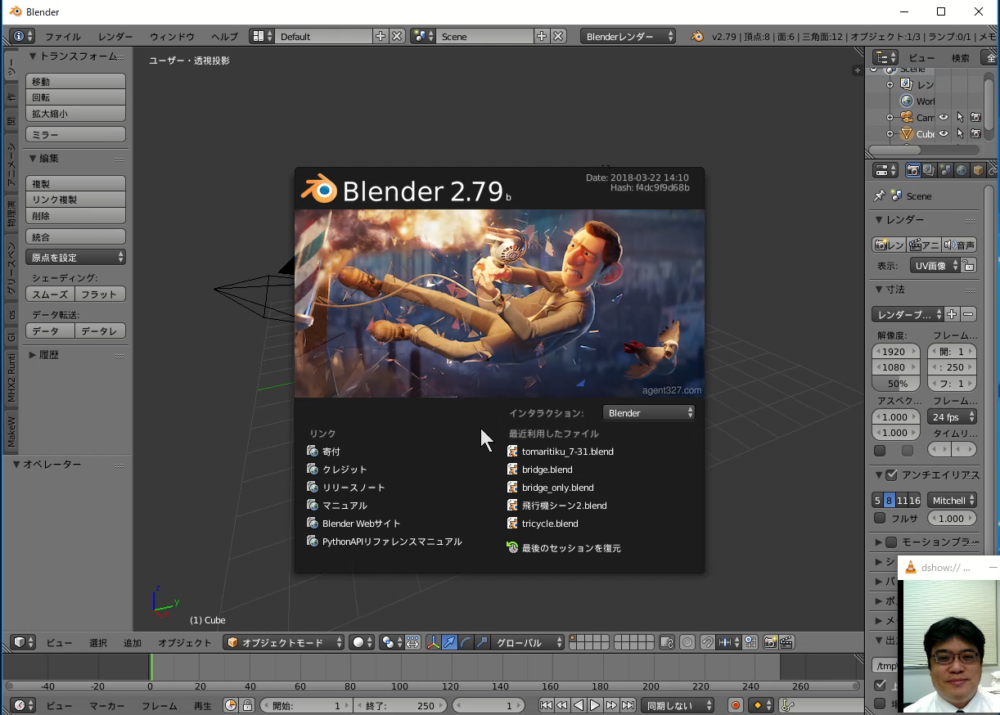 Blender
ファイル レンダー ウィンドウ ヘルプ Default Scene Blenderレンダー v2.79 | 頂点:8 | 面:6 | 三角面:12 | オブジェクト:1/3 | ランプ:0/1 | メモ
トランスフォーム
移動
回転
拡大縮小
ミラー
編集
複製
リンク複製
削除
統合
原点を設定
シェーディング:
スムーズ フラット
データ転送:
データ データレ
履歴
オペレーター
ツー
作
アニメーシ
物理演
グリースペン
GI
MHX2 Runti
MakeW
ユーザー・透視投影
Blender 2.79 b
Date: 2018-03-22 14:10
Hash: f4dc9f9d68b
agent327.com
インタラクション: Blender
リンク
寄付
クレジット
リリースノート
マニュアル
Blender Webサイト
PythonAPIリファレンスマニュアル
最近利用したファイル
tomaritiku_7-31.blend
bridge.blend
bridge_only.blend
飛行機シーン2.blend
tricycle.blend
最後のセッションを復元
z
y
(1) Cube
ビュー 検索 全
Scene
レン
Worl
Cam
Cube
Scene
レンダー
レン アニ 音声
表示: UV画像
寸法
レンダープ...
解像度: フレーム...
1920 開: 1
1080 : 250
50% フ: 1
アスペク... フレーム...
1.000 24 fps
1.000 タイムリ...
アンチエイリアス
5 8 11 16 Mitchell
フルサ 1.000
モーションブラー
シ
パ
ポ
メ
出
/tmp\
上
dshow:// ...
ビュー 選択 追加 オブジェクト オブジェクトモード グローバル
-40 -20 0 20 40 60 80 100 120 140 160 180 200 220 240 260
ビュー マーカー フレーム 再生 開始: 1 終了: 250 1 同期しない